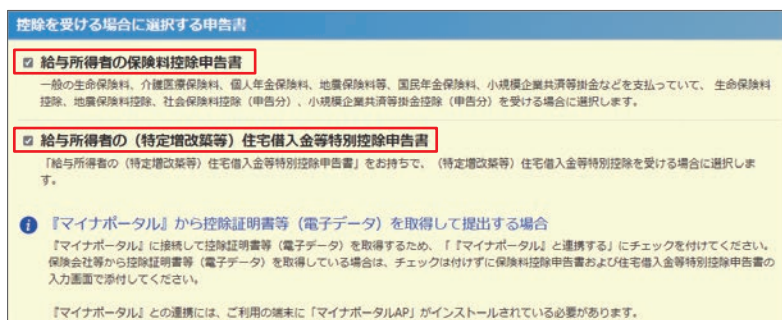 控除を受ける場合に選択する申告書
給与所得者の保険料控除申告書
一般の生命保険料、介護医療保険料、個人年金保険料、地震保険料等、国民年金保険料、小規模企業共済等掛金などを支払っていて、 生命保険料
控除、地震保険料控除、社会保険料控除（申告分）、小規模企業共済等掛金控除（申告分）を受ける場合に選択します。
給与所得者の（特定増改築等）住宅借入金等特別控除申告書
「給与所得者の（特定増改築等）住宅借入金等特別控除申告書」をお持ちで、（特定増改築等）住宅借入金等特別控除を受ける場合に選択しま
す。
『マイナポータル』から控除証明書等（電子データ）を取得して提出する場合
『マイナポータル』に接続して控除証明書等（電子データ）を取得するため、「『マイナポータル』と連携する」にチェックを付けてください。
保険会社等から控除証明書等（電子データ）を取得している場合は、チェックは付けずに保険料控除申告書および住宅借入金等特別控除申告書の
入力画面で添付してください。
『マイナポータル』との連携には、ご利用の端末に「マイナポータルAP」がインストールされている必要があります。